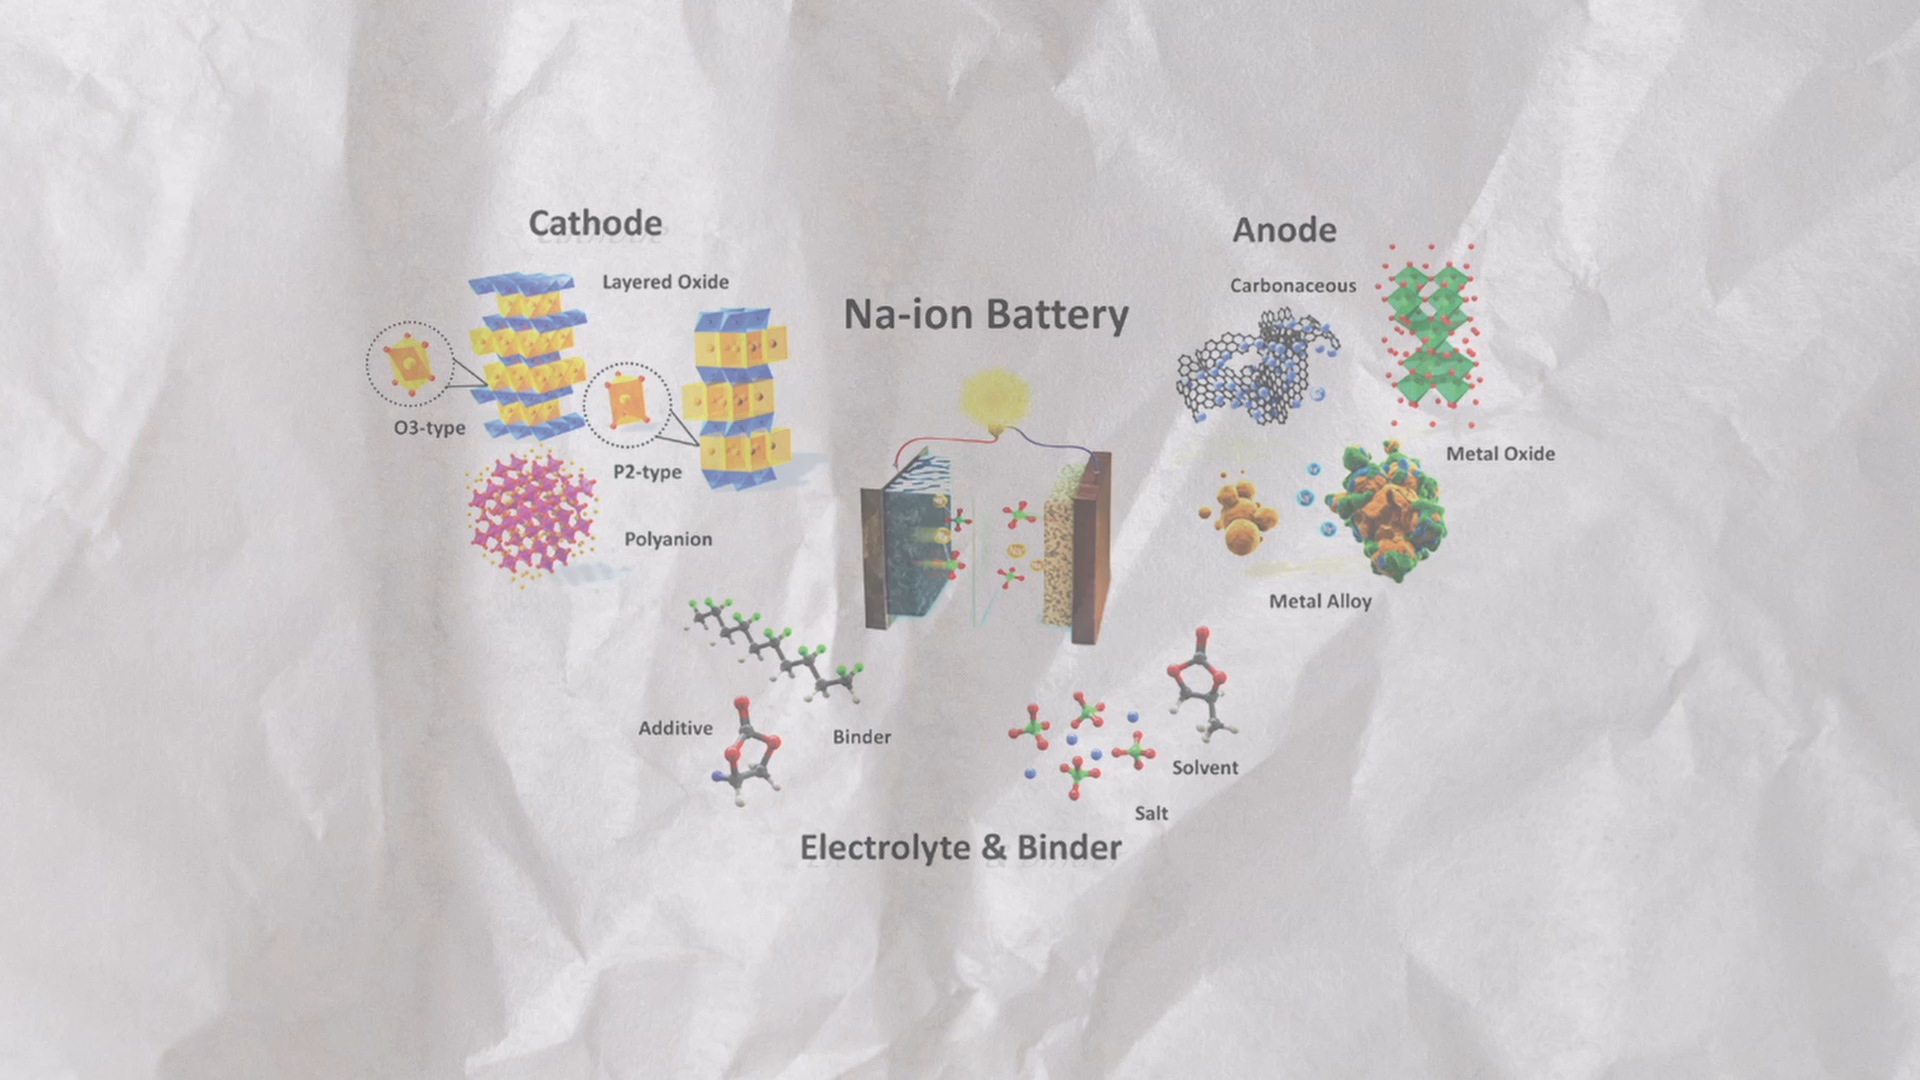 Cathode
Layered Oxide
O3-type
P2-type
Polyanion
Na-ion Battery
Anode
Carbonaceous
Metal Oxide
Metal Alloy
Additive
Binder
Solvent
Salt
Electrolyte & Binder